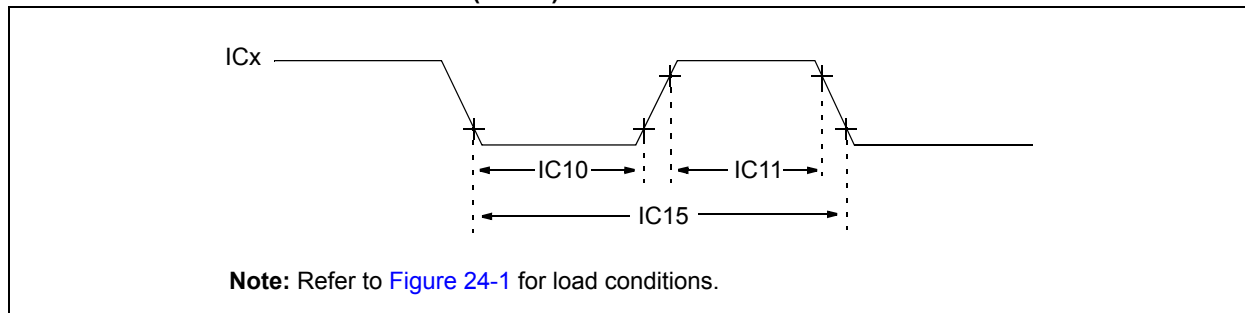 ICx
IC10
IC11
IC15
Note: Refer to Figure 24-1 for load conditions.